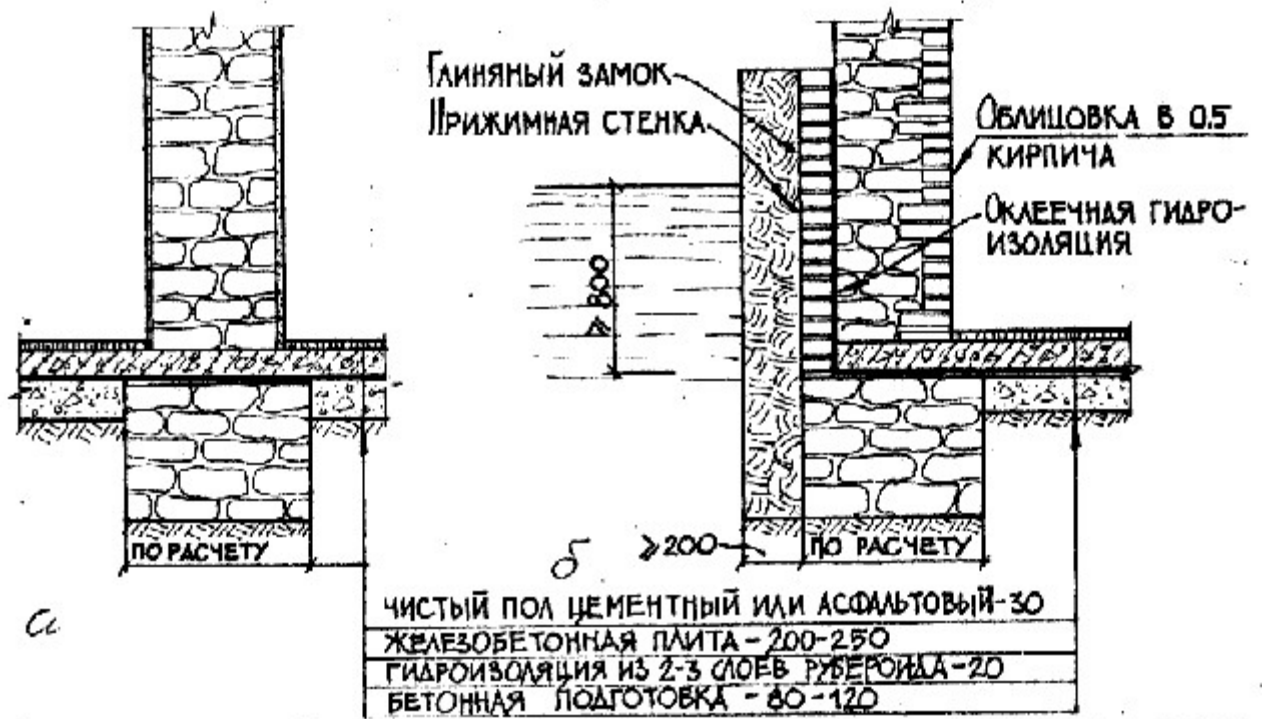 Глиняный замок
Прижимная стенка
Облицовка в 0.5
кирпича
Оклеечная гидро-
изоляция
⩾ 800
по расчету
б
⩾200
по расчету
а
чистый пол цементный или асфальтовый-30
железобетонная плита-200-250
гидроизоляция из 2-3 слоев рубероида-20
бетонная подготовка - 80-120